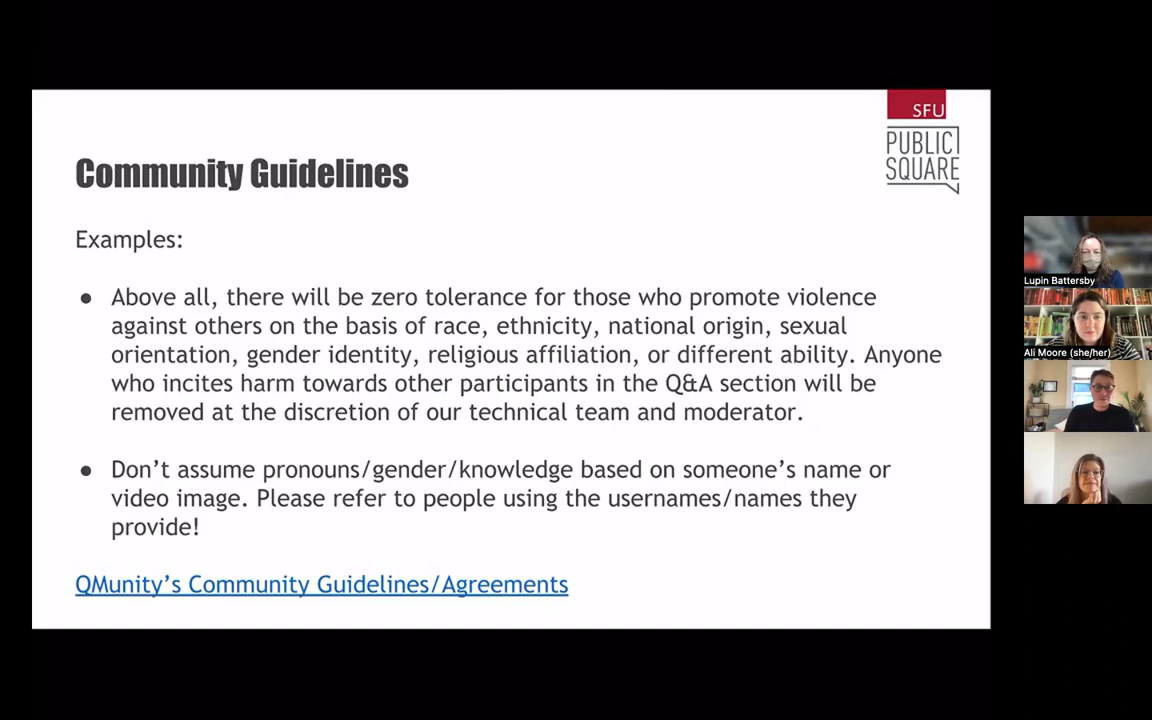 SFU
PUBLIC
SQUARE
Community Guidelines
Examples:
● Above all, there will be zero tolerance for those who promote violence
against others on the basis of race, ethnicity, national origin, sexual
orientation, gender identity, religious affiliation, or different ability. Anyone
who incites harm towards other participants in the Q&A section will be
removed at the discretion of our technical team and moderator.
● Don’t assume pronouns/gender/knowledge based on someone’s name or
video image. Please refer to people using the usernames/names they
provide!
QMunity’s Community Guidelines/Agreements
Lupin Battersby
Ali Moore (she/her)